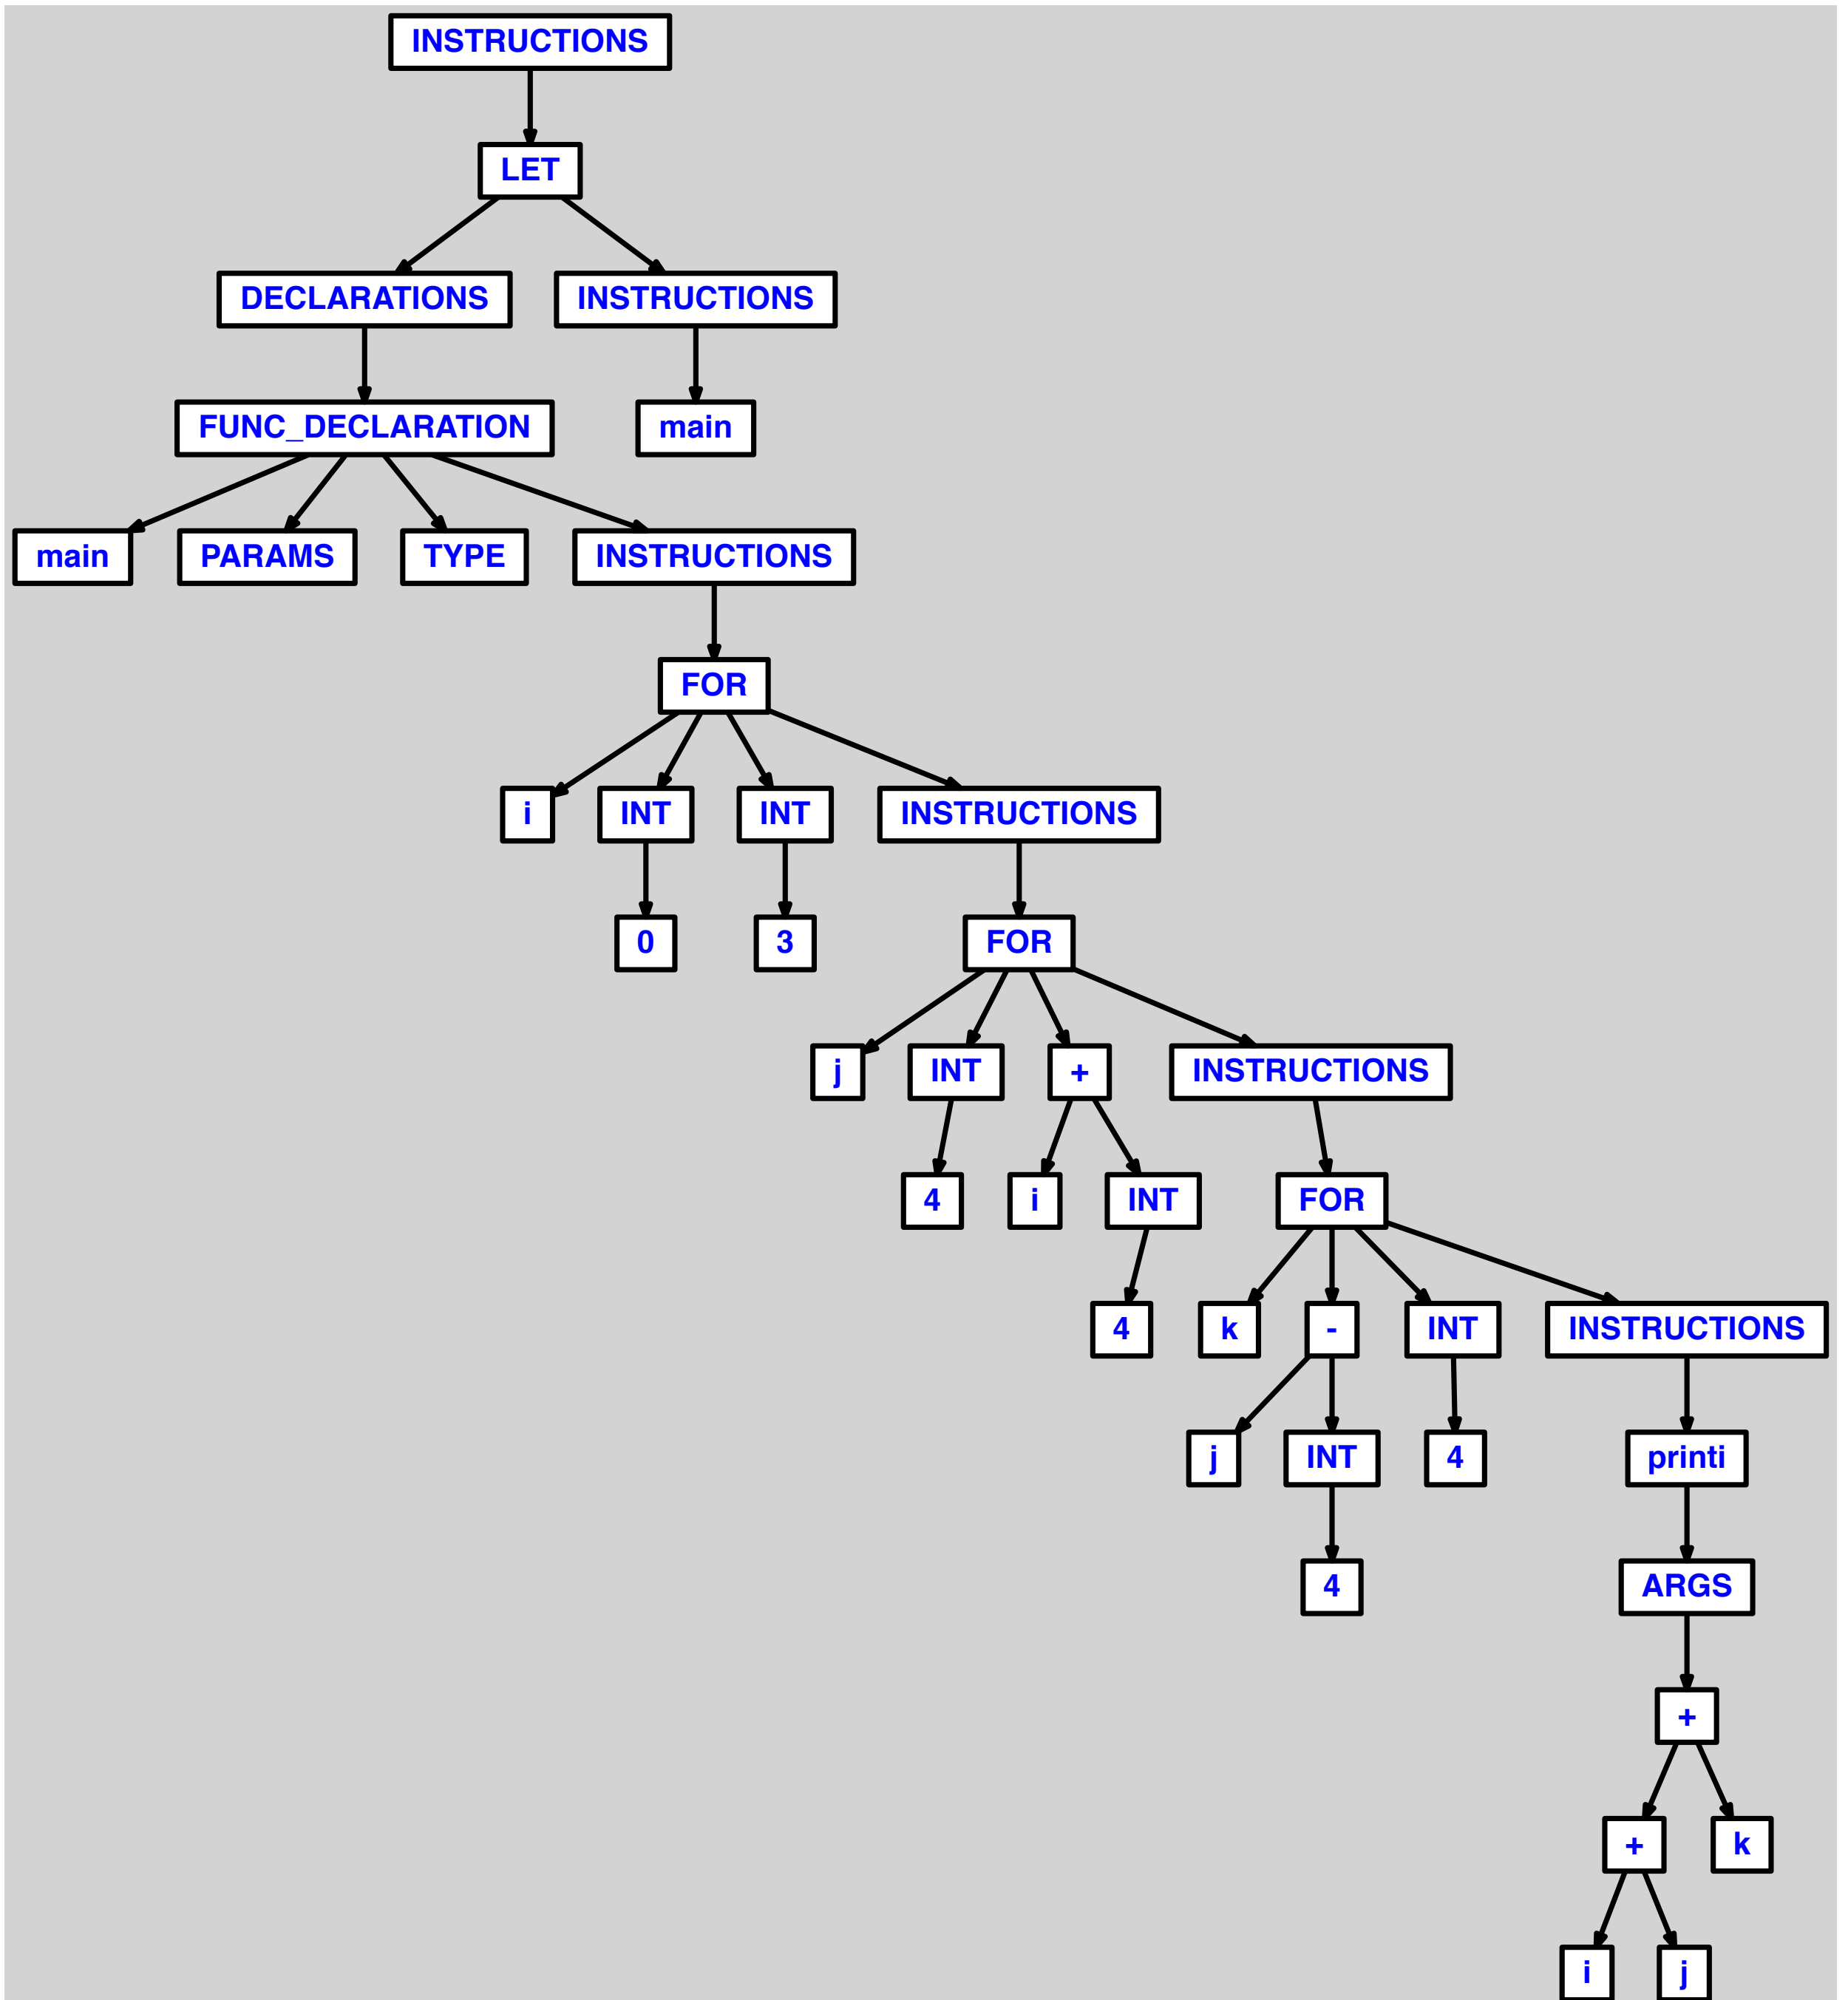 INSTRUCTIONS
LET
DECLARATIONS INSTRUCTIONS
FUNC_DECLARATION main
main PARAMS TYPE INSTRUCTIONS
FOR
i INT INT INSTRUCTIONS
0 3 FOR
j INT + INSTRUCTIONS
4 i INT FOR
4 k - INT INSTRUCTIONS
j INT 4 printi
4 ARGS
+
+ k
i j